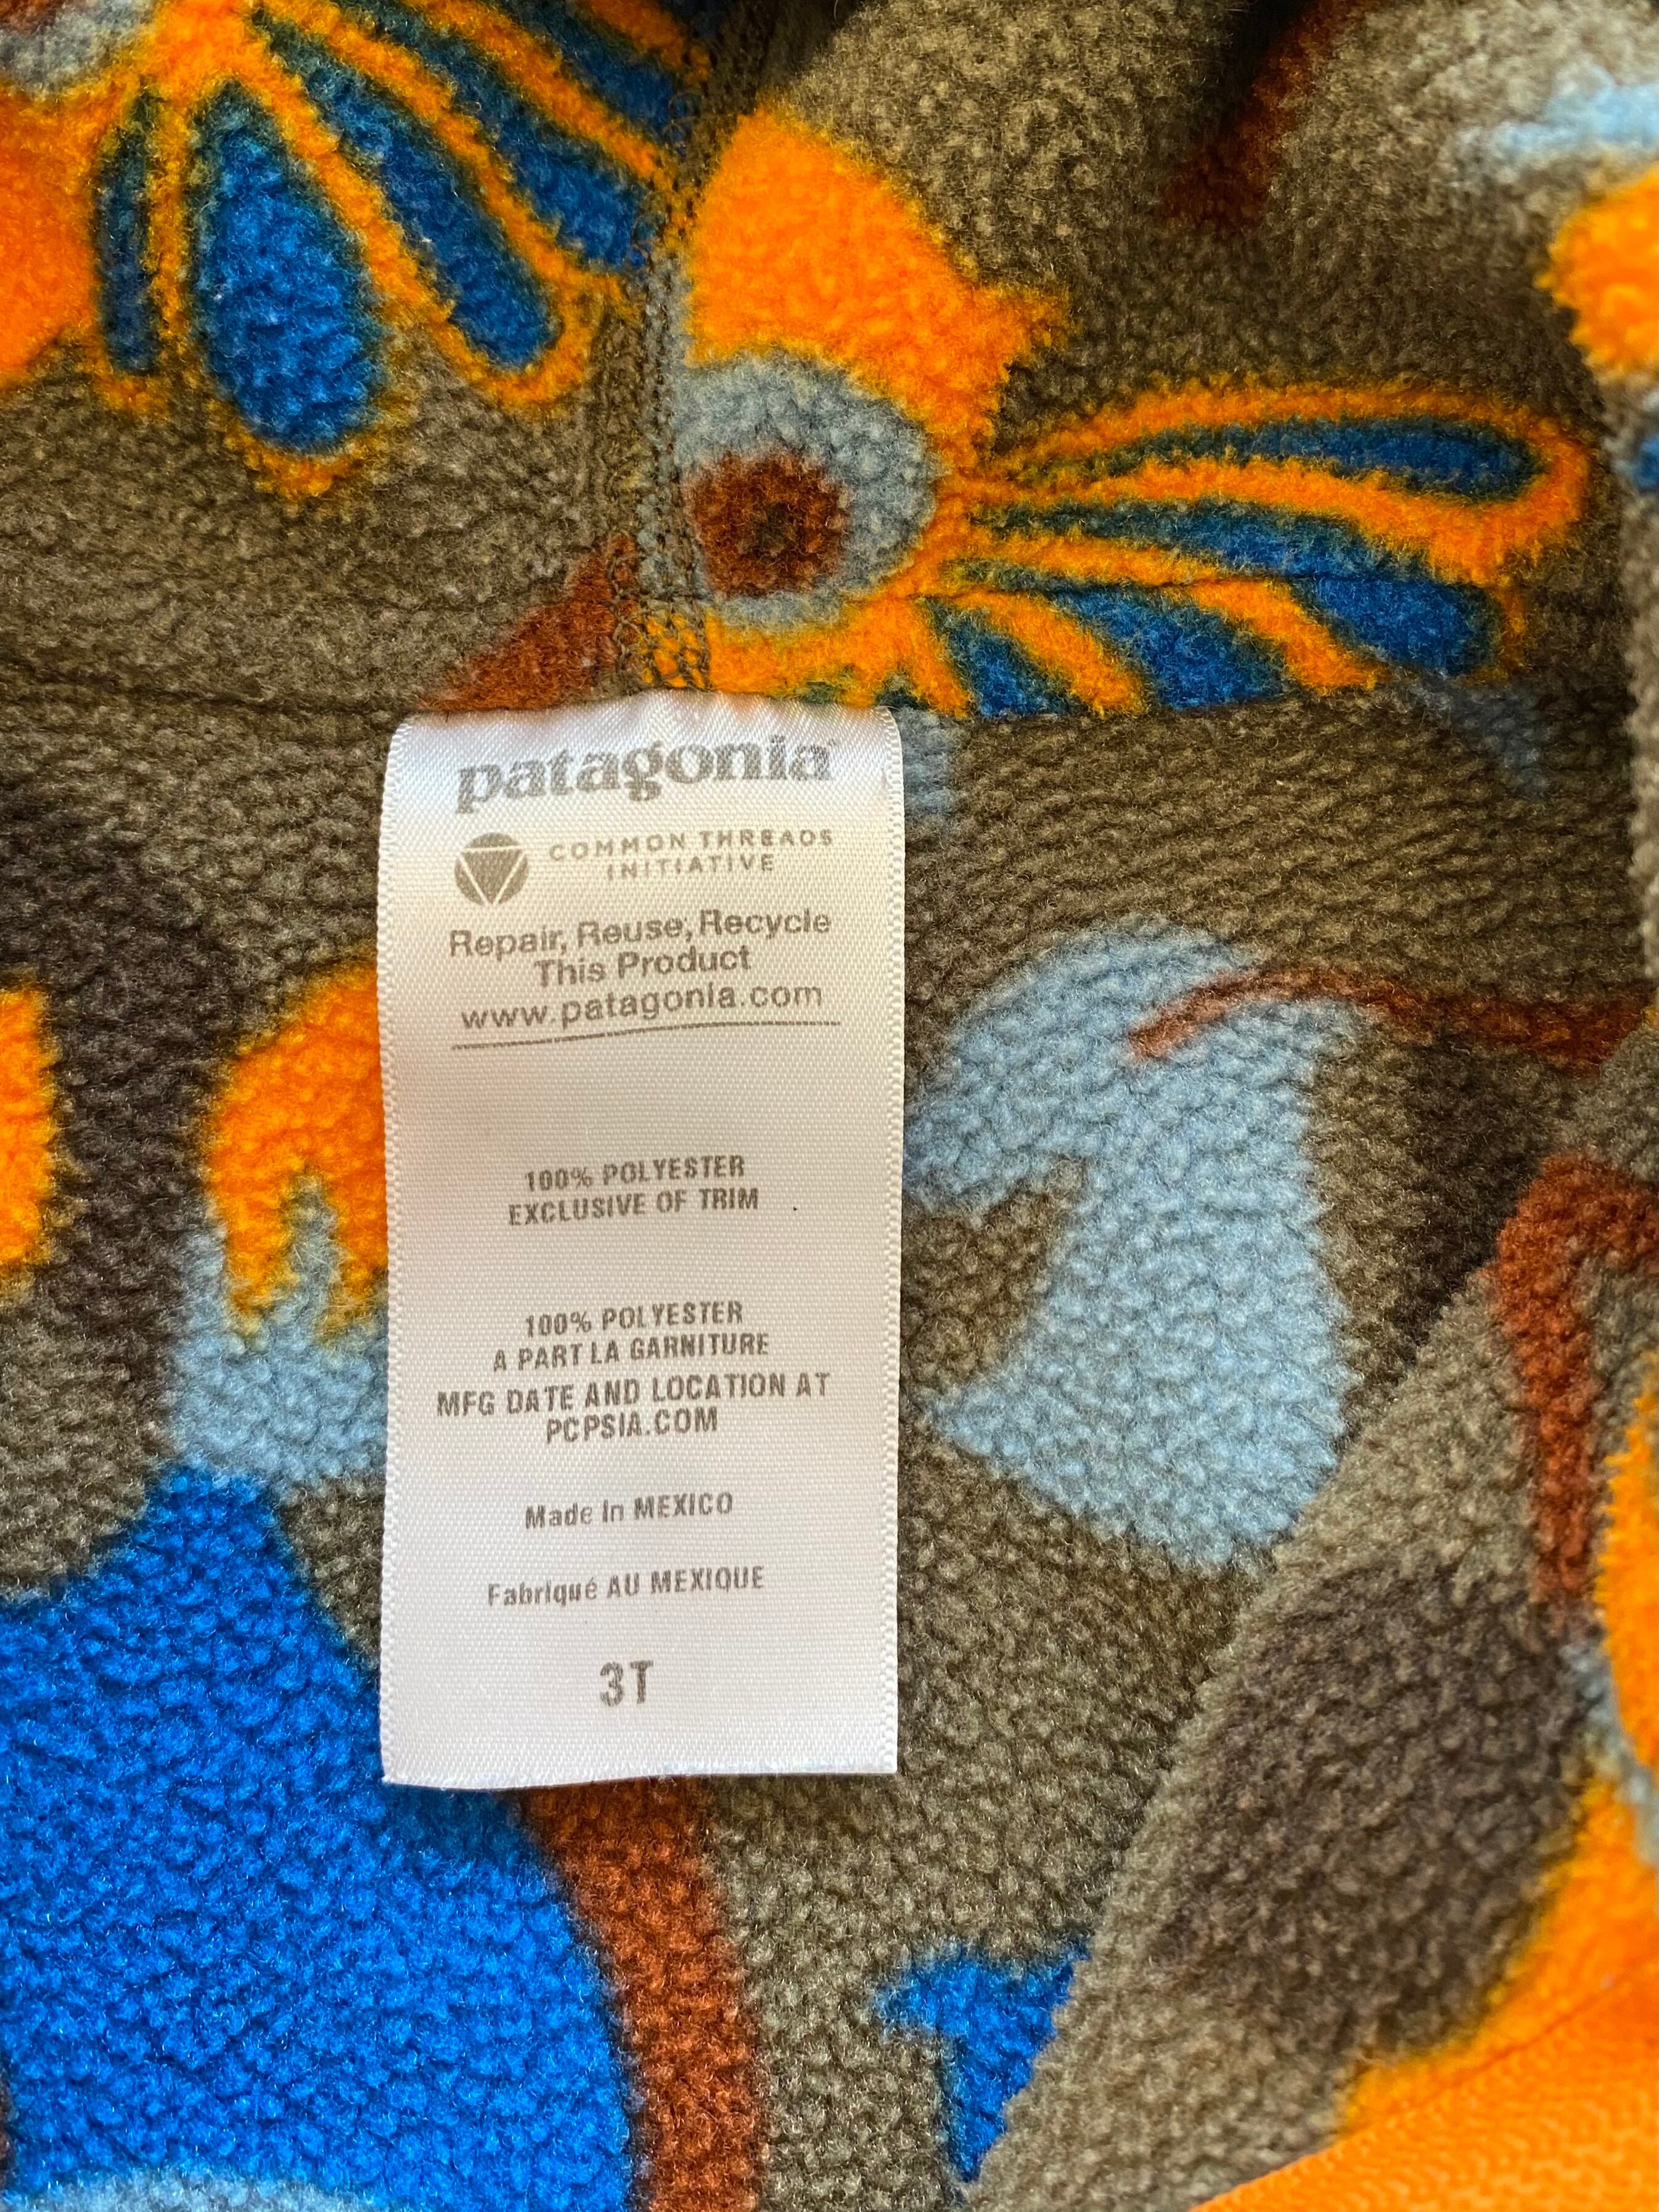 patagonia
COMMON THREADS
INITIATIVE
Repair, Reuse, Recycle
This Product
www.patagonia.com
100% POLYESTER
EXCLUSIVE OF TRIM
100% POLYESTER
A PART LA GARNITURE
MFG DATE AND LOCATION AT
PCPSIA.COM
Made In MEXICO
Fabriqué AU MEXIQUE
3T